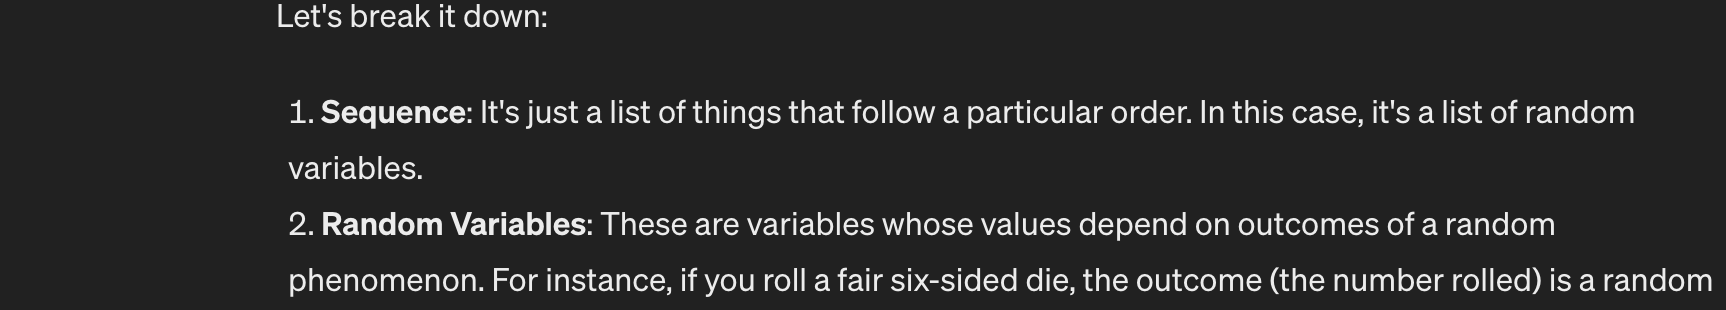 Let's break it down:
1. Sequence: It's just a list of things that follow a particular order. In this case, it's a list of random
variables.
2. Random Variables: These are variables whose values depend on outcomes of a random
phenomenon. For instance, if you roll a fair six-sided die, the outcome (the number rolled) is a random